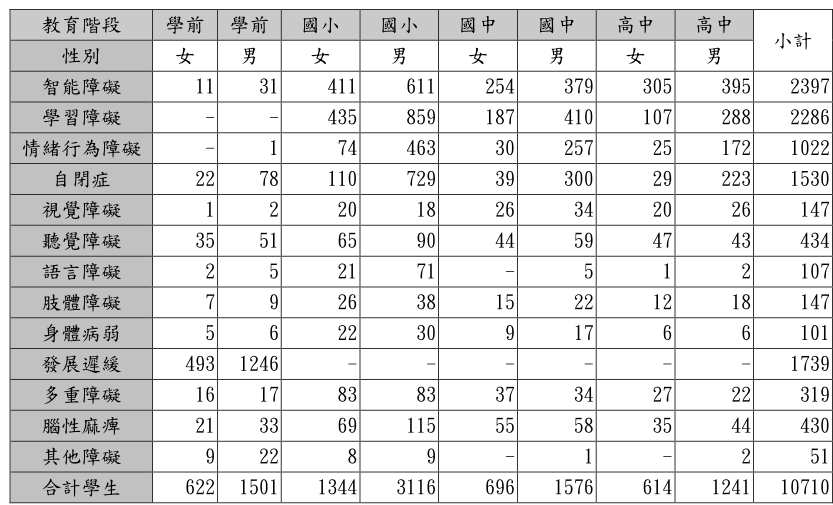 教育階段 學前 學前 國小 國小 國中 國中 高中 高中 小計
性別 女 男 女 男 女 男 女 男
智能障礙 11 31 411 611 254 379 305 395 2397
學習障礙 – – 435 859 187 410 107 288 2286
情緒行為障礙 – 1 74 463 30 257 25 172 1022
自閉症 22 78 110 729 39 300 29 223 1530
視覺障礙 1 2 20 18 26 34 20 26 147
聽覺障礙 35 51 65 90 44 59 47 43 434
語言障礙 2 5 21 71 – 5 1 2 107
肢體障礙 7 9 26 38 15 22 12 18 147
身體病弱 5 6 22 30 9 17 6 6 101
發展遲緩 493 1246 – – – – – – 1739
多重障礙 16 17 83 83 37 34 27 22 319
腦性麻痺 21 33 69 115 55 58 35 44 430
其他障礙 9 22 8 9 – 1 – 2 51
合計學生 622 1501 1344 3116 696 1576 614 1241 10710